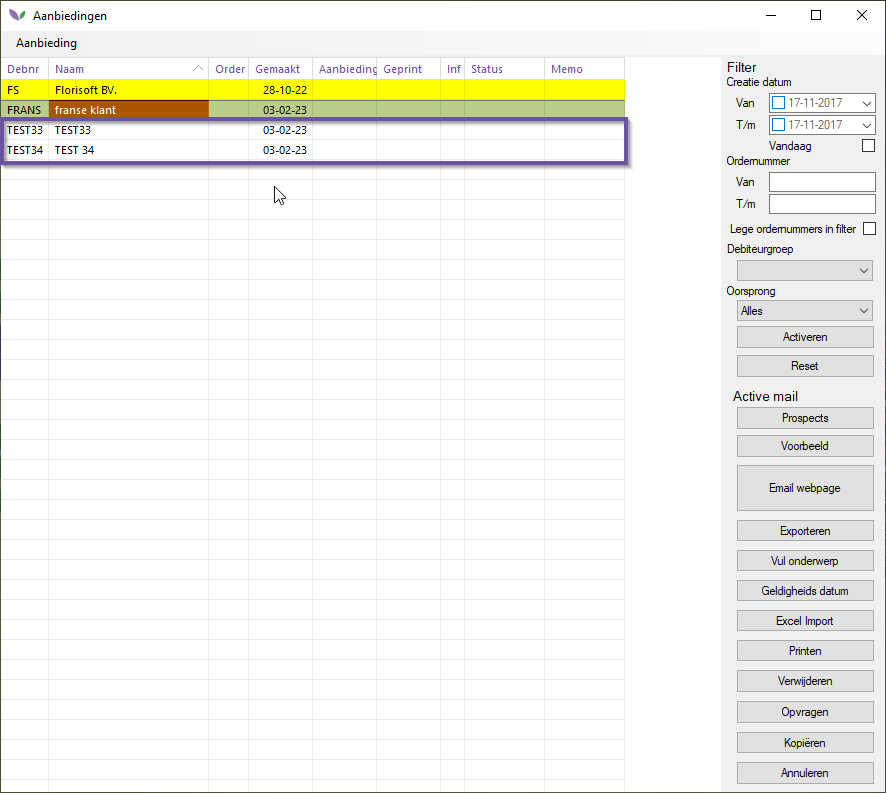 Aanbiedingen
Aanbieding
Debnr Naam Order Gemaakt Aanbieding Geprint Inf Status Memo
FS Florisoft BV. 28-10-22
FRANS franse klant 03-02-23
TEST33 TEST33 03-02-23
TEST34 TEST 34 03-02-23
Filter
Creatie datum
Van 17-11-2017
T/m 17-11-2017
Vandaag
Ordernummer
Van
T/m
Lege ordernummers in filter
Debiteurgroep
Oorsprong
Alles
Activeren
Reset
Active mail
Prospects
Voorbeeld
Email webpage
Exporteren
Vul onderwerp
Geldigheids datum
Excel Import
Printen
Verwijderen
Opvragen
Kopiëren
Annuleren